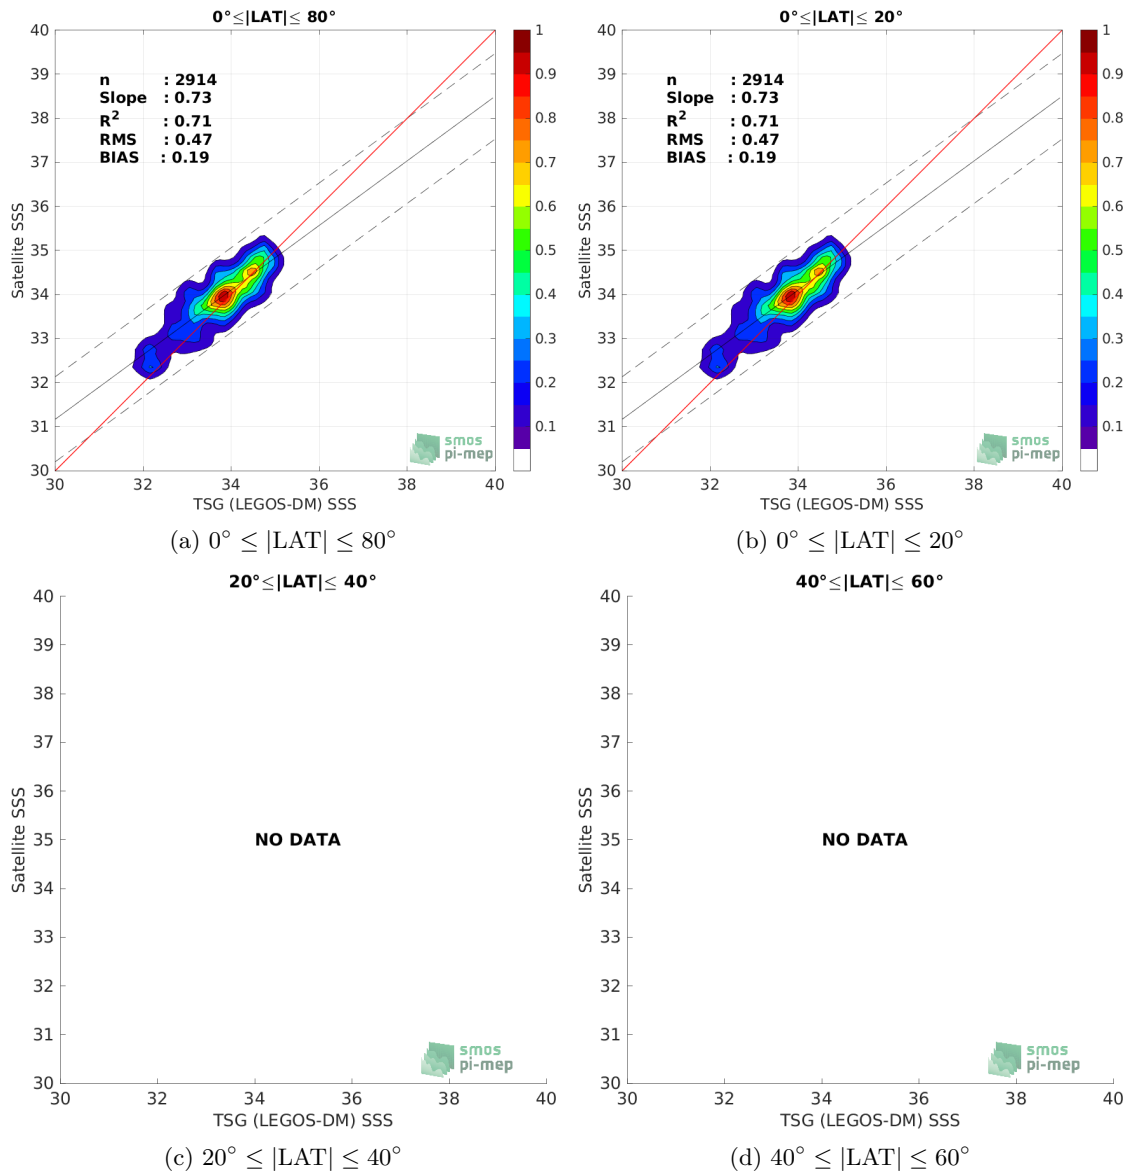 0°≤|LAT|≤ 80°
40
39
38
37
36
35
34
33
32
31
30
Satellite SSS
n : 2914
Slope : 0.73
R² : 0.71
RMS : 0.47
BIAS : 0.19
smos
pi-mep
30 32 34 36 38 40
TSG (LEGOS-DM) SSS
1
0.9
0.8
0.7
0.6
0.5
0.4
0.3
0.2
0.1
(a) 0° ≤ |LAT| ≤ 80°
0°≤|LAT|≤ 20°
40
39
38
37
36
35
34
33
32
31
30
Satellite SSS
n : 2914
Slope : 0.73
R² : 0.71
RMS : 0.47
BIAS : 0.19
smos
pi-mep
30 32 34 36 38 40
TSG (LEGOS-DM) SSS
1
0.9
0.8
0.7
0.6
0.5
0.4
0.3
0.2
0.1
(b) 0° ≤ |LAT| ≤ 20°
20°≤|LAT|≤ 40°
40
39
38
37
36
35
34
33
32
31
30
Satellite SSS
NO DATA
smos
pi-mep
30 32 34 36 38 40
TSG (LEGOS-DM) SSS
(c) 20° ≤ |LAT| ≤ 40°
40°≤|LAT|≤ 60°
40
39
38
37
36
35
34
33
32
31
30
Satellite SSS
NO DATA
smos
pi-mep
30 32 34 36 38 40
TSG (LEGOS-DM) SSS
(d) 40° ≤ |LAT| ≤ 60°